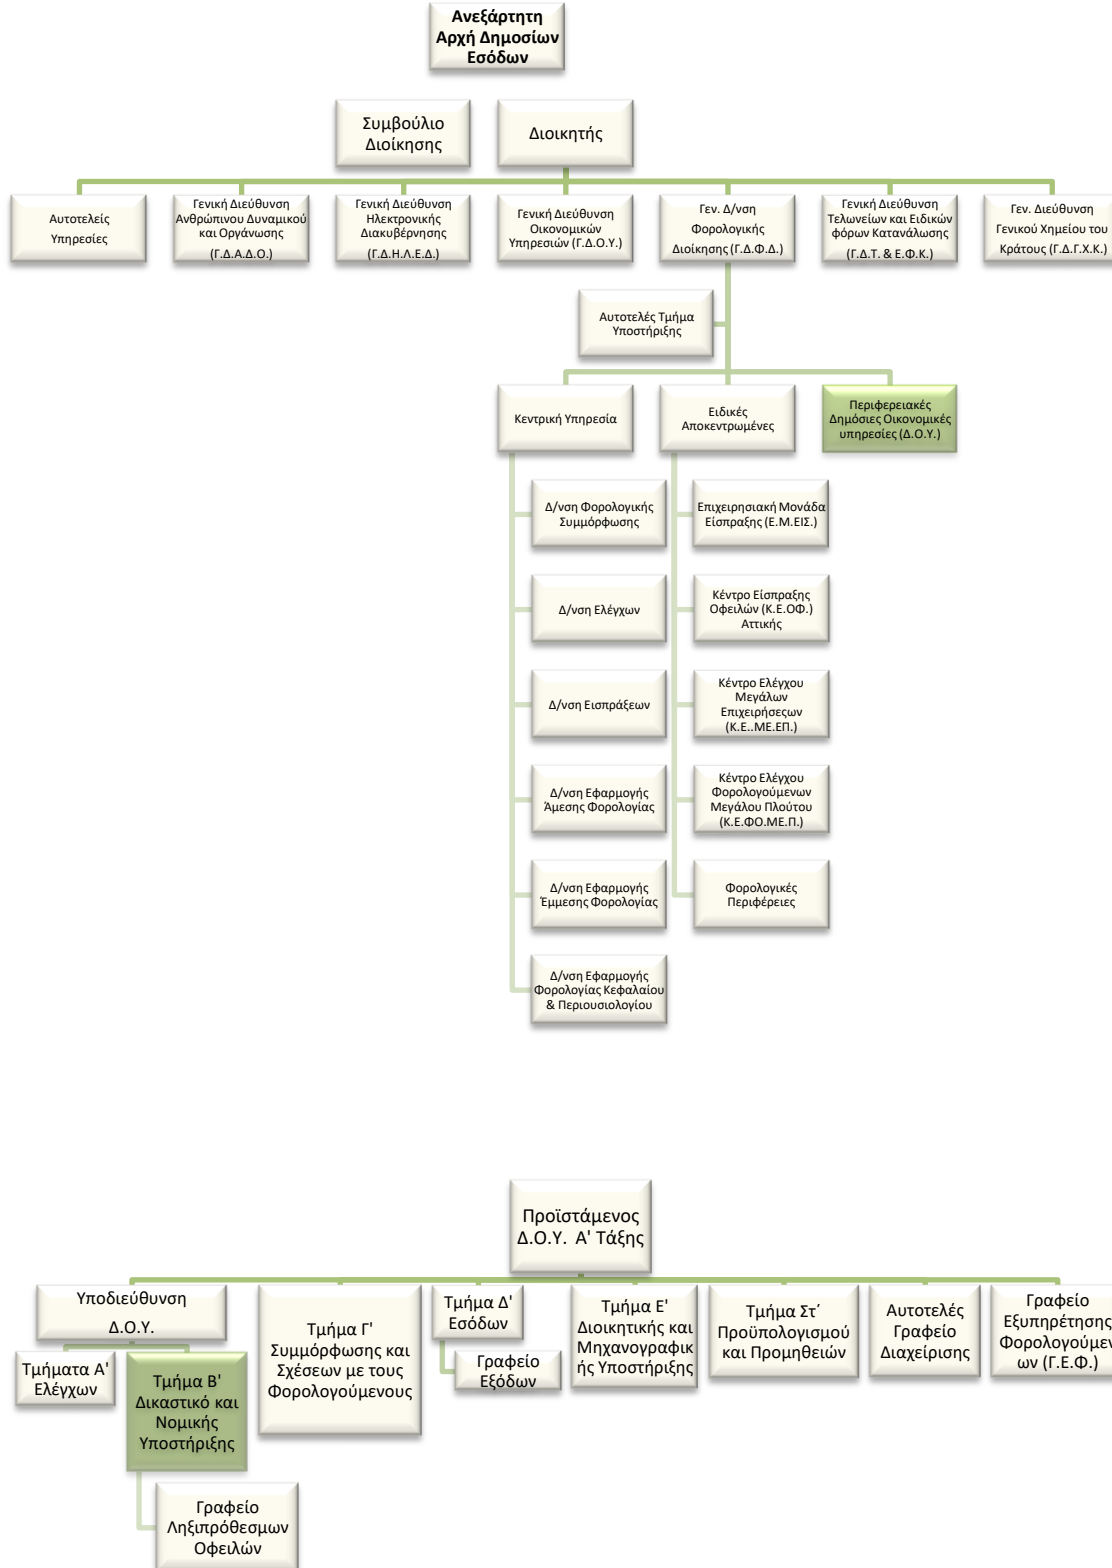 Ανεξάρτητη
Αρχή Δημοσίων
Εσόδων
Συμβούλιο
Διοίκησης
Διοικητής
Αυτοτελείς
Υπηρεσίες
Γενική Διεύθυνση
Ανθρώπινου Δυναμικού
και Οργάνωσης
(Γ.Δ.Α.Δ.Ο.)
Γενική Διεύθυνση
Ηλεκτρονικής
Διακυβέρνησης
(Γ.Δ.Η.Λ.Ε.Δ.)
Γενική Διεύθυνση
Οικονομικών
Υπηρεσιών (Γ.Δ.Ο.Υ.)
Γεν. Δ/νση
Φορολογικής
Διοίκησης (Γ.Δ.Φ.Δ.)
Γενική Διεύθυνση
Τελωνείων και Ειδικών
φόρων Κατανάλωσης
(Γ.Δ.Τ. & Ε.Φ.Κ.)
Γεν. Διεύθυνση
Γενικού Χημείου του
Κράτους (Γ.Δ.Γ.Χ.Κ.)
Αυτοτελές Τμήμα
Υποστήριξης
Κεντρική Υπηρεσία
Ειδικές
Αποκεντρωμένες
Περιφερειακές
Δημόσιες Οικονομικές
υπηρεσίες (Δ.Ο.Υ.)
Δ/νση Φορολογικής
Συμμόρφωσης
Δ/νση Ελέγχων
Δ/νση Εισπράξεων
Δ/νση Εφαρμογής
Άμεσης Φορολογίας
Δ/νση Εφαρμογής
Έμμεσης Φορολογίας
Δ/νση Εφαρμογής
Φορολογίας Κεφαλαίου
& Περιουσιολογίου
Επιχειρησιακή Μονάδα
Είσπραξης (Ε.Μ.ΕΙΣ.)
Κέντρο Είσπραξης
Οφειλών (Κ.Ε.ΟΦ.)
Αττικής
Κέντρο Ελέγχου
Μεγάλων
Επιχειρήσεςων
(Κ.Ε..ΜΕ.ΕΠ.)
Κέντρο Ελέγχου
Φορολογούμενων
Μεγάλου Πλούτου
(Κ.Ε.ΦΟ.ΜΕ.Π.)
Φορολογικές
Περιφέρειες
Προϊστάμενος
Δ.Ο.Υ. Α' Τάξης
Υποδιεύθυνση
Δ.Ο.Υ.
Τμήματα Α'
Ελέγχων
Τμήμα Β'
Δικαστικό και
Νομικής
Υποστήριξης
Γραφείο
Ληξιπρόθεσμων
Οφειλών
Τμήμα Γ'
Συμμόρφωσης και
Σχέσεων με τους
Φορολογούμενους
Τμήμα Δ'
Εσόδων
Γραφείο
Εξόδων
Τμήμα Ε'
Διοικητικής και
Μηχανογραφικ
ής Υποστήριξης
Τμήμα Στ΄
Προϋπολογισμού
και Προμηθειών
Αυτοτελές
Γραφείο
Διαχείρισης
Γραφείο
Εξυπηρέτησης
Φορολογούμεν
ων (Γ.Ε.Φ.)